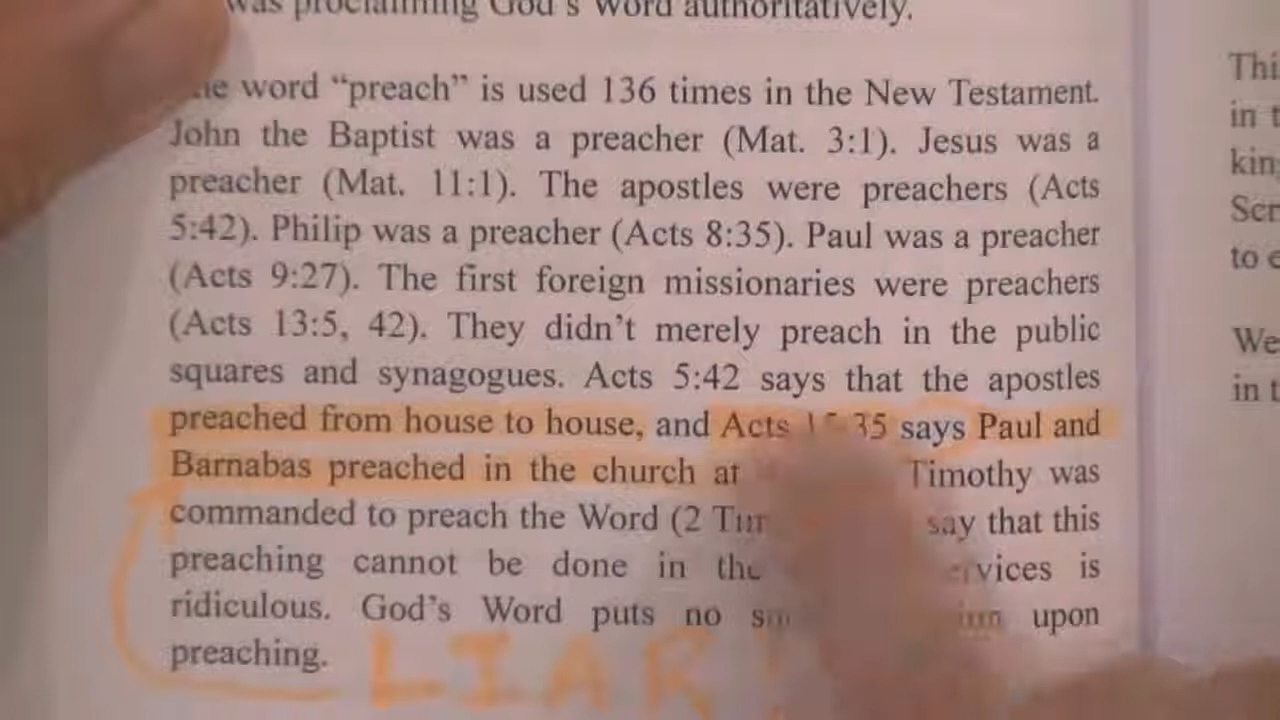 was proclaiming God's Word authoritatively.
word "preach" is used 136 times in the New Testament.
John the Baptist was a preacher (Mat. 3:1). Jesus was a
preacher (Mat. 11:1). The apostles were preachers (Acts
5:42). Philip was a preacher (Acts 8:35). Paul was a preacher
(Acts 9:27). The first foreign missionaries were preachers
(Acts 13:5, 42). They didn't merely preach in the public
squares and synagogues. Acts 5:42 says that the apostles
preached from house to house, and Acts says Paul and
Barnabas preached in the church at Timothy was
commanded to preach the Word (2 say that this
preaching cannot be done in is
ridiculous. God's Word puts no upon
preaching.
LIAR
We